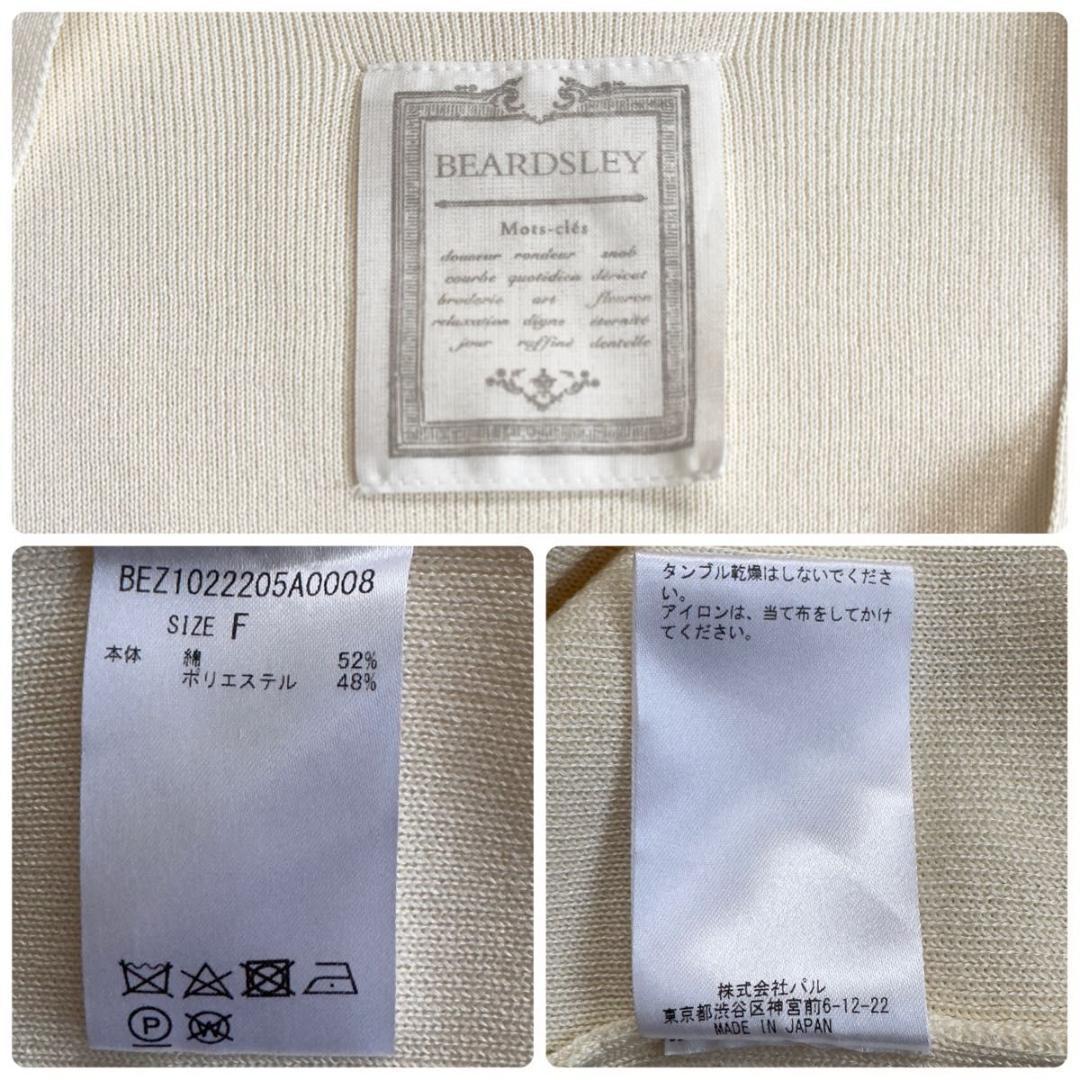 BEARDSLEY
Mots-clés
douceur rondeur snob
courbe quotidien déricat
broderie art fleuron
relaxation digne éternité
jour raffiné dentelle
BEZ1022205A0008
SIZE F
本体 綿 52%
ポリエステル 48%
P
W
タンブル乾燥はしないでくださ
い。
アイロンは、当て布をしてかけ
てください。
株式会社パル
東京都渋谷区神宮前6-12-22
MADE IN JAPAN